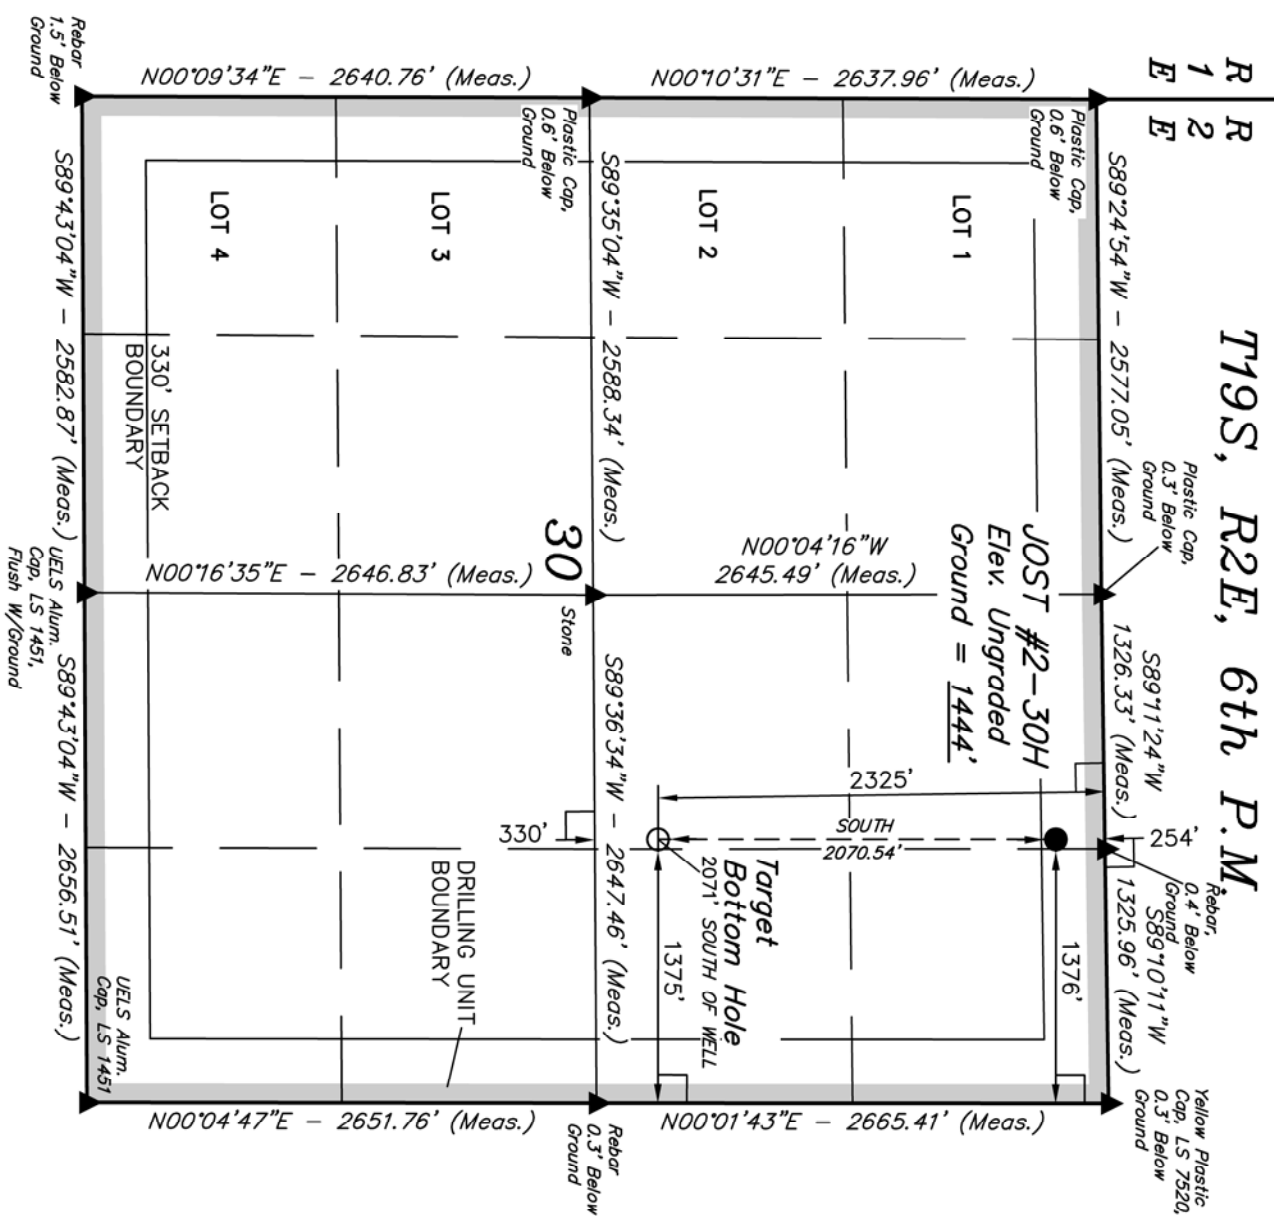 T19S, R2E, 6th P.M.
R R
1 2
E E
S89°24'54"W – 2577.05' (Meas.)
Plastic Cap,
0.3' Below
Ground
S89°11'24"W
1326.33' (Meas.)
254'
Rebar,
0.4' Below
Ground
S89°10'11"W
1325.96' (Meas.)
Yellow Plastic
Cap, LS 7520,
0.3' Below
Ground
Plastic Cap,
0.6' Below
Ground
N00°10'31"E – 2637.96' (Meas.)
LOT 1
JOST #2-30H
Elev. Ungraded
Ground = 1444'
1376'
N00°04'16"W
2645.49' (Meas.)
2325'
SOUTH
2070.54'
LOT 2
Target
Bottom Hole
2071' SOUTH OF WELL
1375'
N00°01'43"E – 2665.41' (Meas.)
S89°35'04"W – 2588.34' (Meas.)
S89°36'34"W – 2647.46' (Meas.)
Plastic Cap,
0.6' Below
Ground
30
Stone
330'
Rebar
0.3' Below
Ground
N00°09'34"E – 2640.76' (Meas.)
LOT 3
N00°16'35"E – 2646.83' (Meas.)
DRILLING UNIT
BOUNDARY
N00°04'47"E – 2651.76' (Meas.)
LOT 4
330' SETBACK
BOUNDARY
UELS Alum.
Cap, LS 1451
Rebar
1.5' Below
Ground
S89°43'04"W – 2582.87' (Meas.)
UELS Alum.
Cap, LS 1451,
Flush W/Ground
S89°43'04"W – 2656.51' (Meas.)